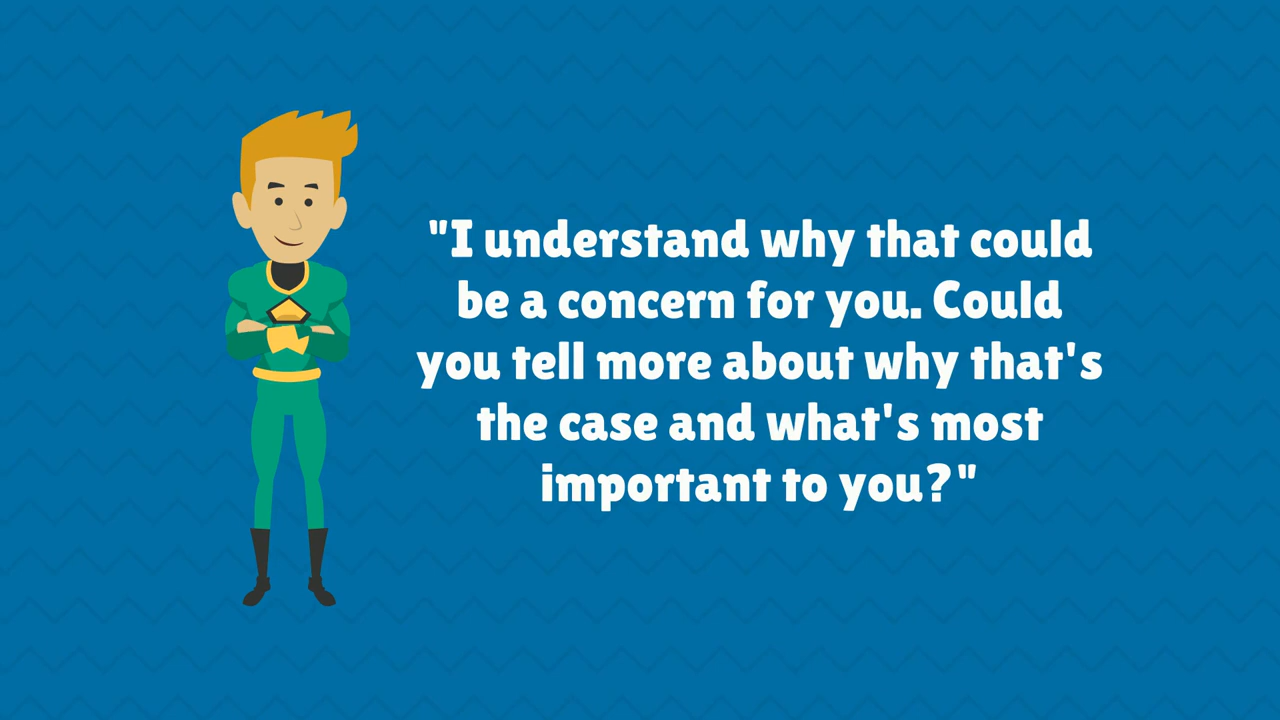 "I understand why that could
be a concern for you. Could
you tell more about why that's
the case and what's most
important to you?"